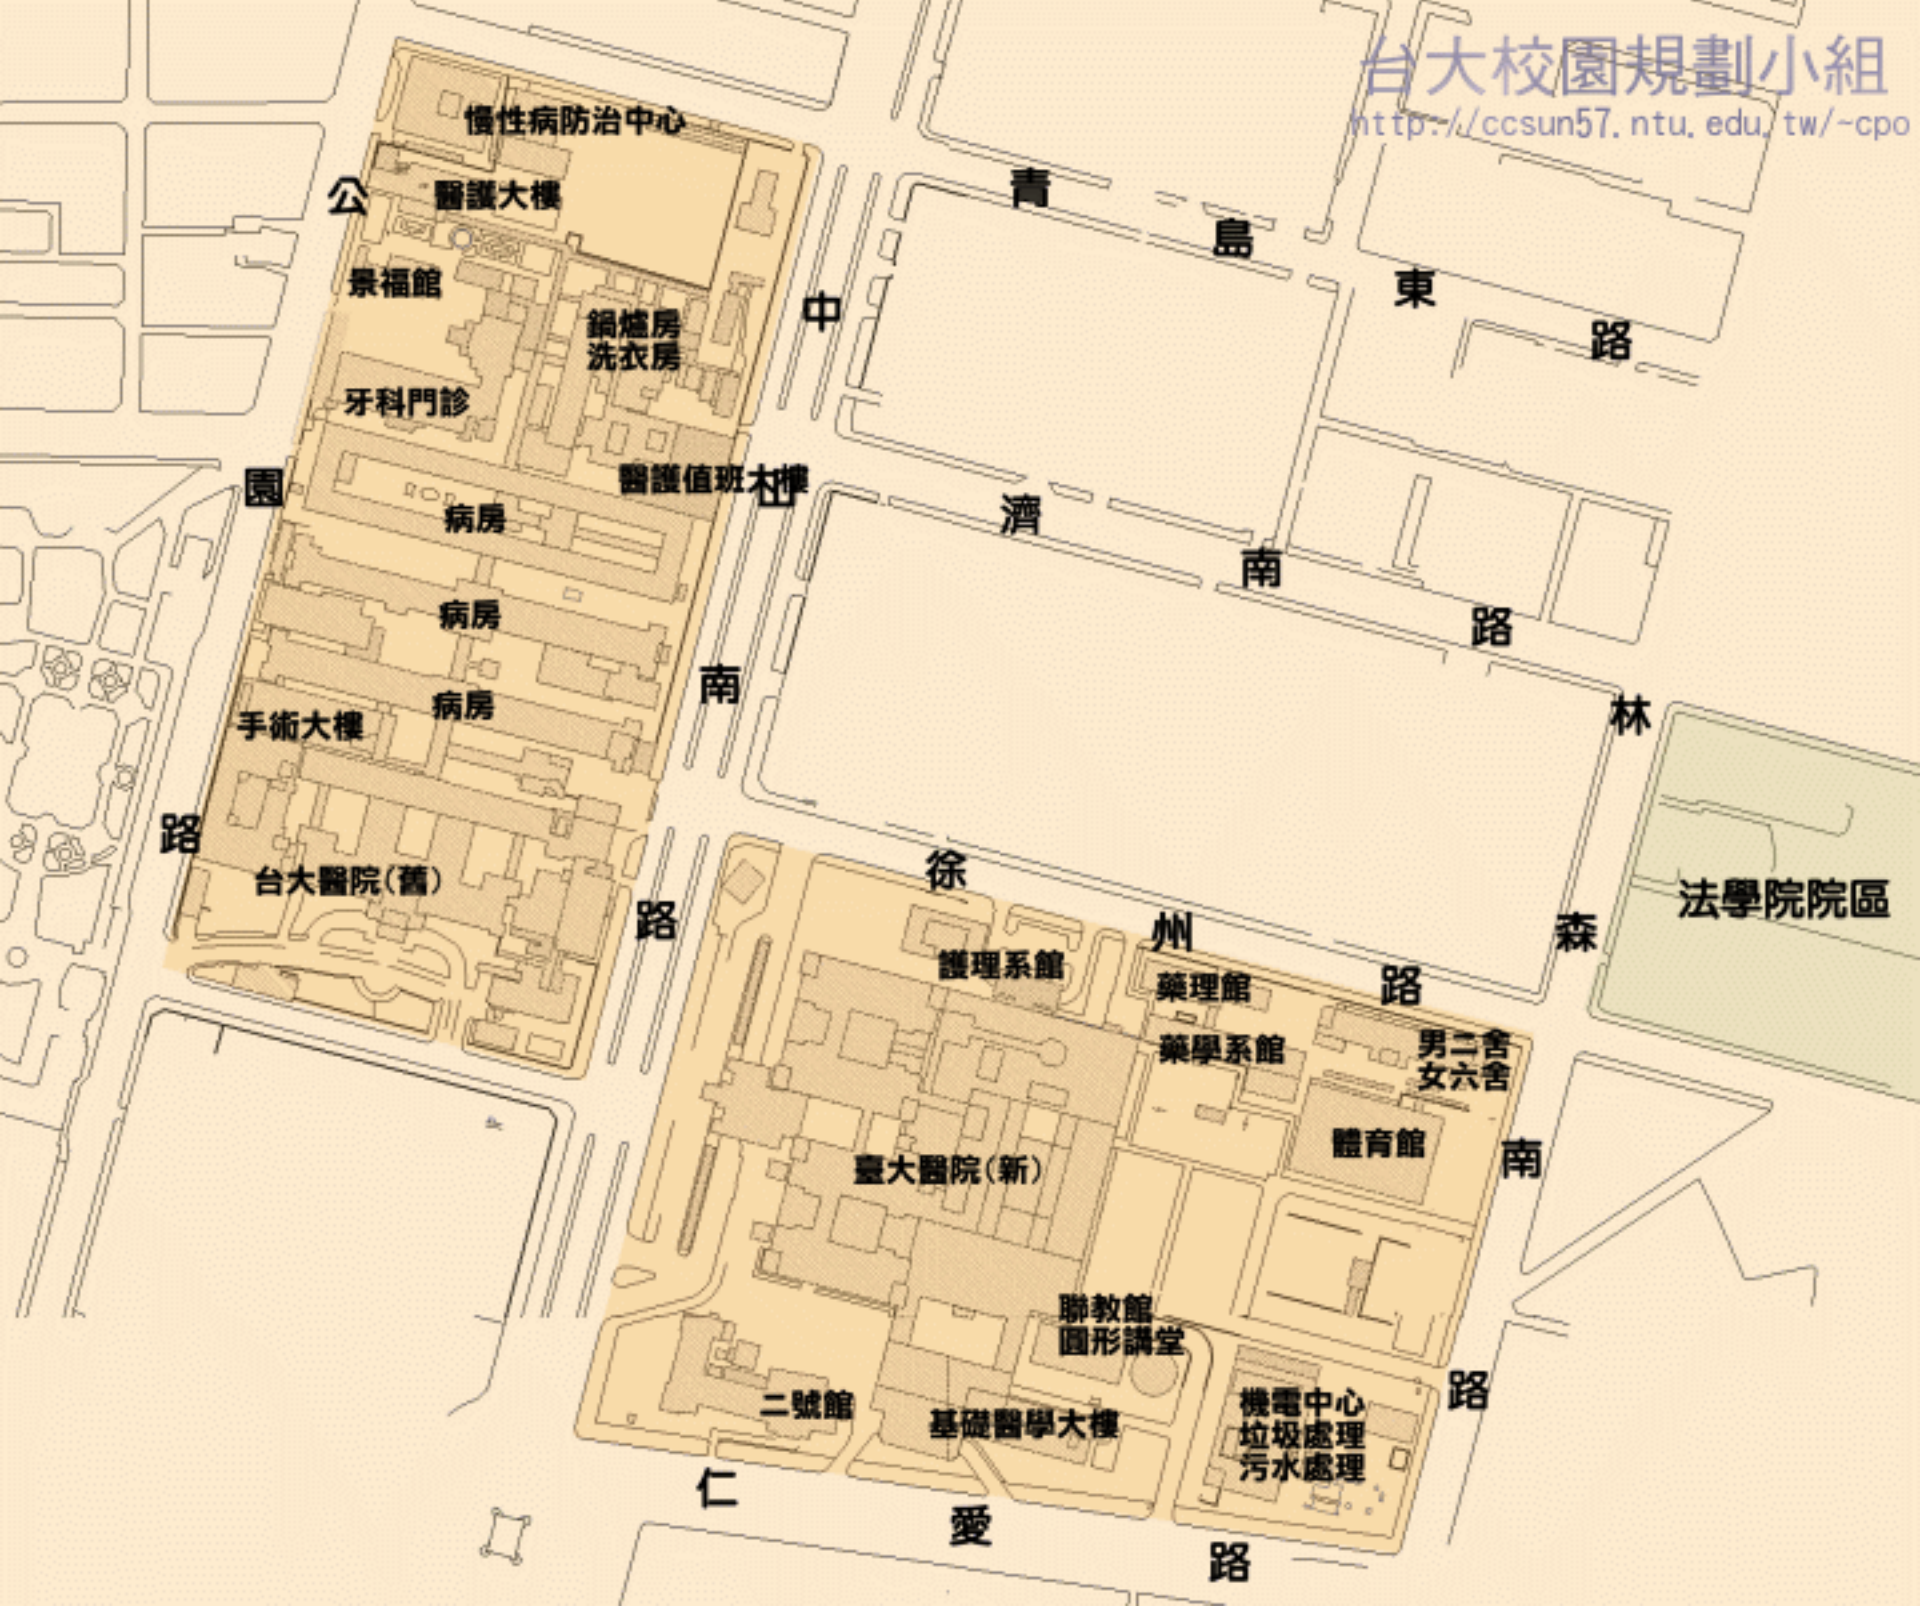 台大校園規劃小組
http://ccsun57.ntu.edu.tw/~cpo
慢性病防治中心
醫護大樓
景福館
鍋爐房
洗衣房
牙科門診
醫護值班大樓
病房
病房
病房
手術大樓
台大醫院(舊)
公園路
中山南路
青島東路
濟南路
徐州路
林森南路
法學院院區
護理系館
藥理館
藥學系館
男二舍
女六舍
體育館
臺大醫院(新)
聯教館
圓形講堂
二號館
基礎醫學大樓
機電中心
垃圾處理
污水處理
仁愛路